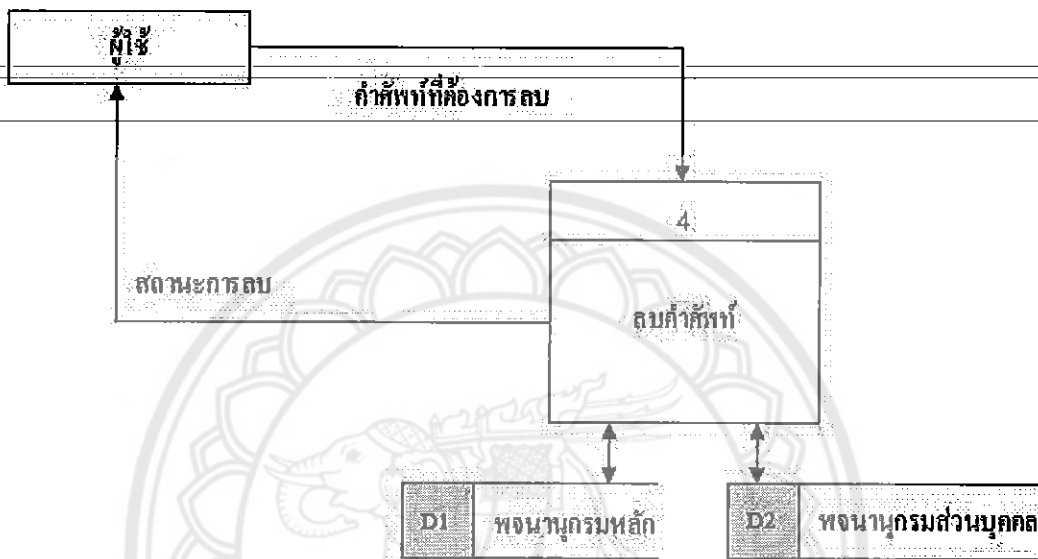 ผู้ใช้
คำศัพท์ที่ต้องการลบ
4
สถานะการลบ
ลบคำศัพท์
D1 พจนานุกรมหลัก
D2 พจนานุกรมส่วนบุคคล